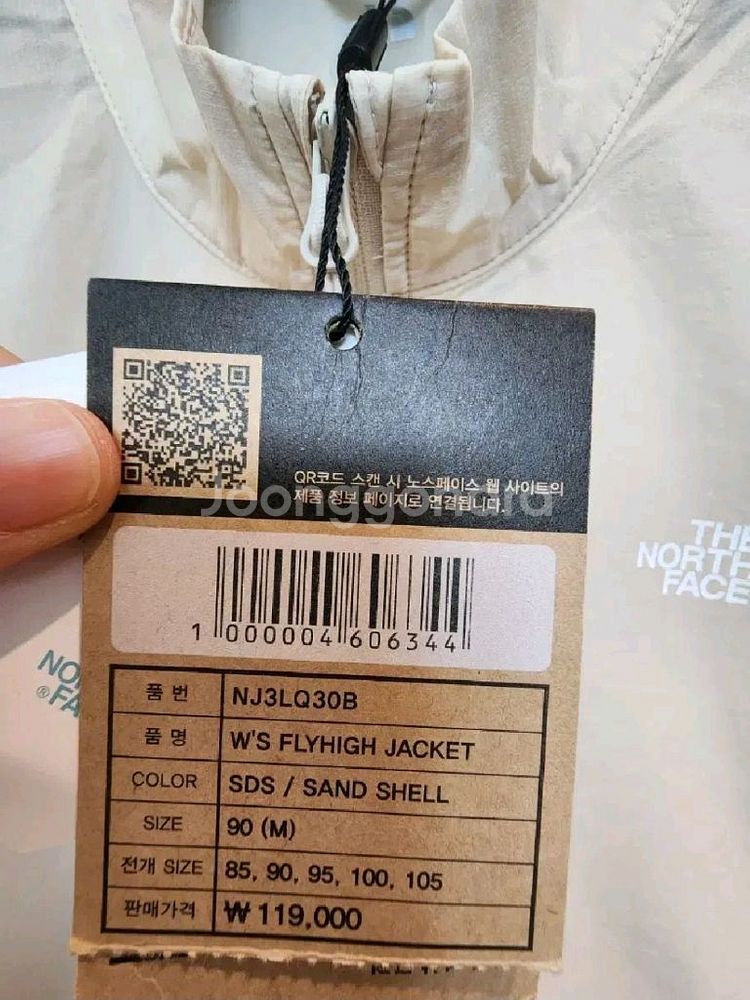 QR코드 스캔 시 노스페이스 웹 사이트의
제품 정보 페이지로 연결됩니다.
Joonggonara
THE
NORTH
FACE
1 000004 606344
NO
®FA
품 번 NJ3LQ30B
품 명 W'S FLYHIGH JACKET
COLOR SDS / SAND SHELL
SIZE 90 (M)
전개 SIZE 85, 90, 95, 100, 105
판매가격 ₩ 119,000